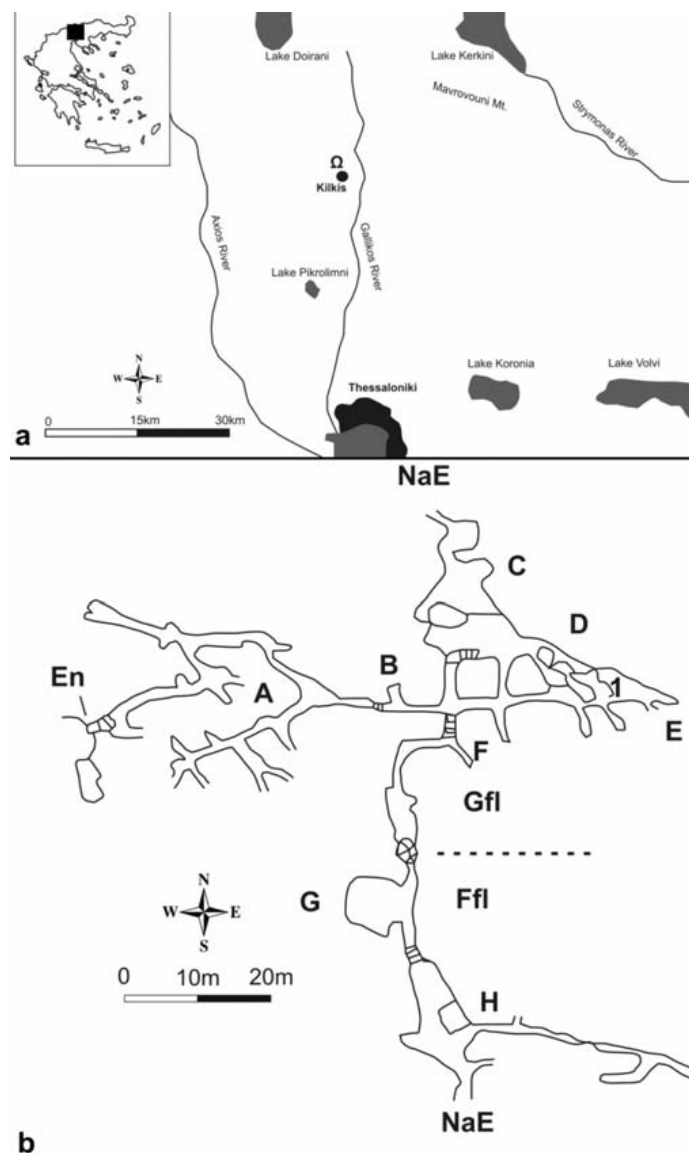 Lake Doirani
Lake Kerkini
Mavrovouni Mt.
Strymonas River
Ω
Kilkis
Axios River
Gallikos River
Lake Pikrolimni
N
W E
S
Lake Koronia
Lake Volvi
Thessaloniki
0 15km 30km
a
NaE
C
D
En
A
B
1
E
F
Gfl
N
W E
S
G
Ffl
0 10m 20m
H
NaE
b